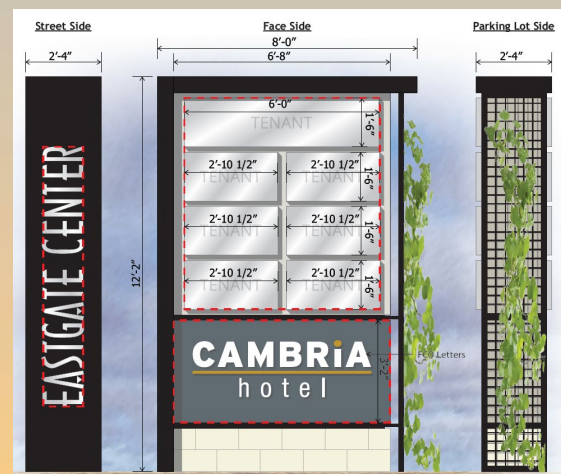 Street Side
Face Side
Parking Lot Side
8'-0"
2'-4"
6'-8"
2'-4"
6'-0"
TENANT
1'-6"
2'-10 1/2"
2'-10 1/2"
TENANT
TENANT
1'-6"
2'-10 1/2"
2'-10 1/2"
TENANT
TENANT
1'-6"
2'-10 1/2"
2'-10 1/2"
TENANT
TENANT
1'-6"
12'-2"
EASTGATE CENTER
CAMBRiA
hotel
3'-2"
FCO Letters